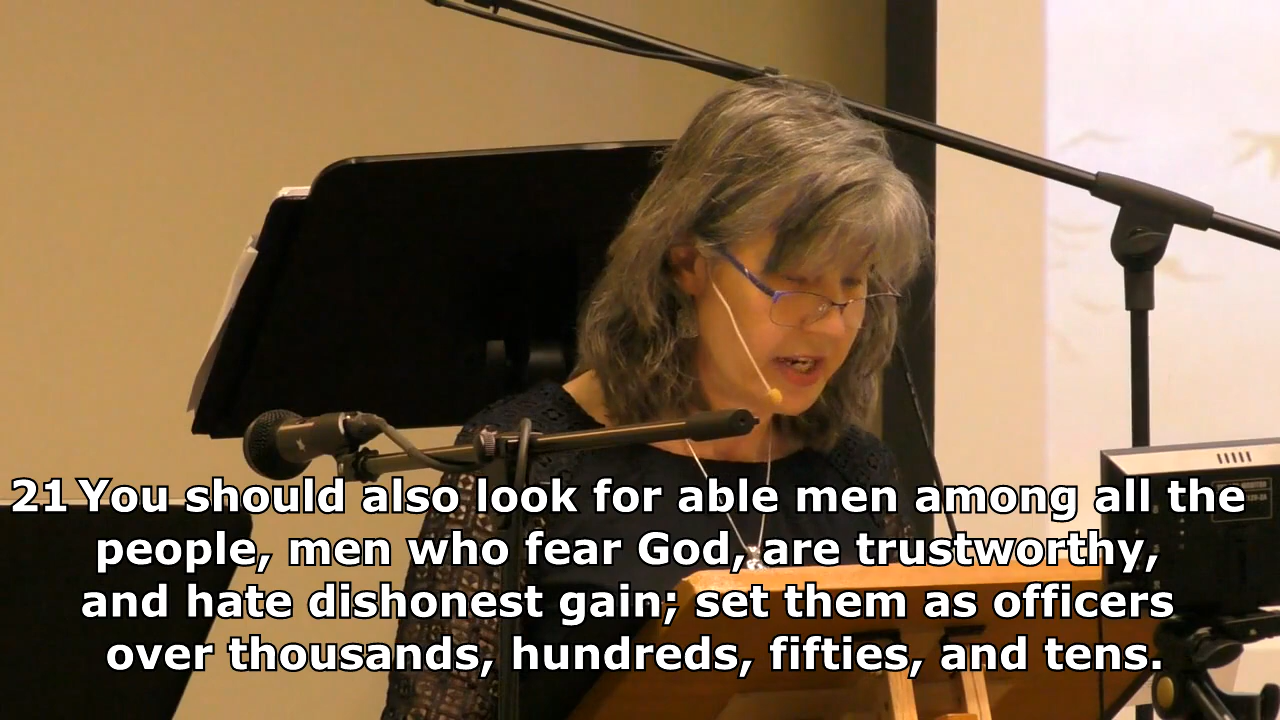 21 You should also look for able men among all the
people, men who fear God, are trustworthy,
and hate dishonest gain; set them as officers
over thousands, hundreds, fifties, and tens.